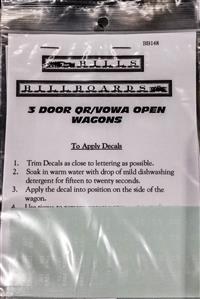 BB148
BILLS
BILLBOARDS
3 DOOR QR/VOWA OPEN
WAGONS
To Apply Decals
1. Trim Decals as close to lettering as possible.
2. Soak in warm water with drop of mild dishwashing
detergent for fifteen to twenty seconds.
3. Apply the decal into position on the side of the
wagon.
4.